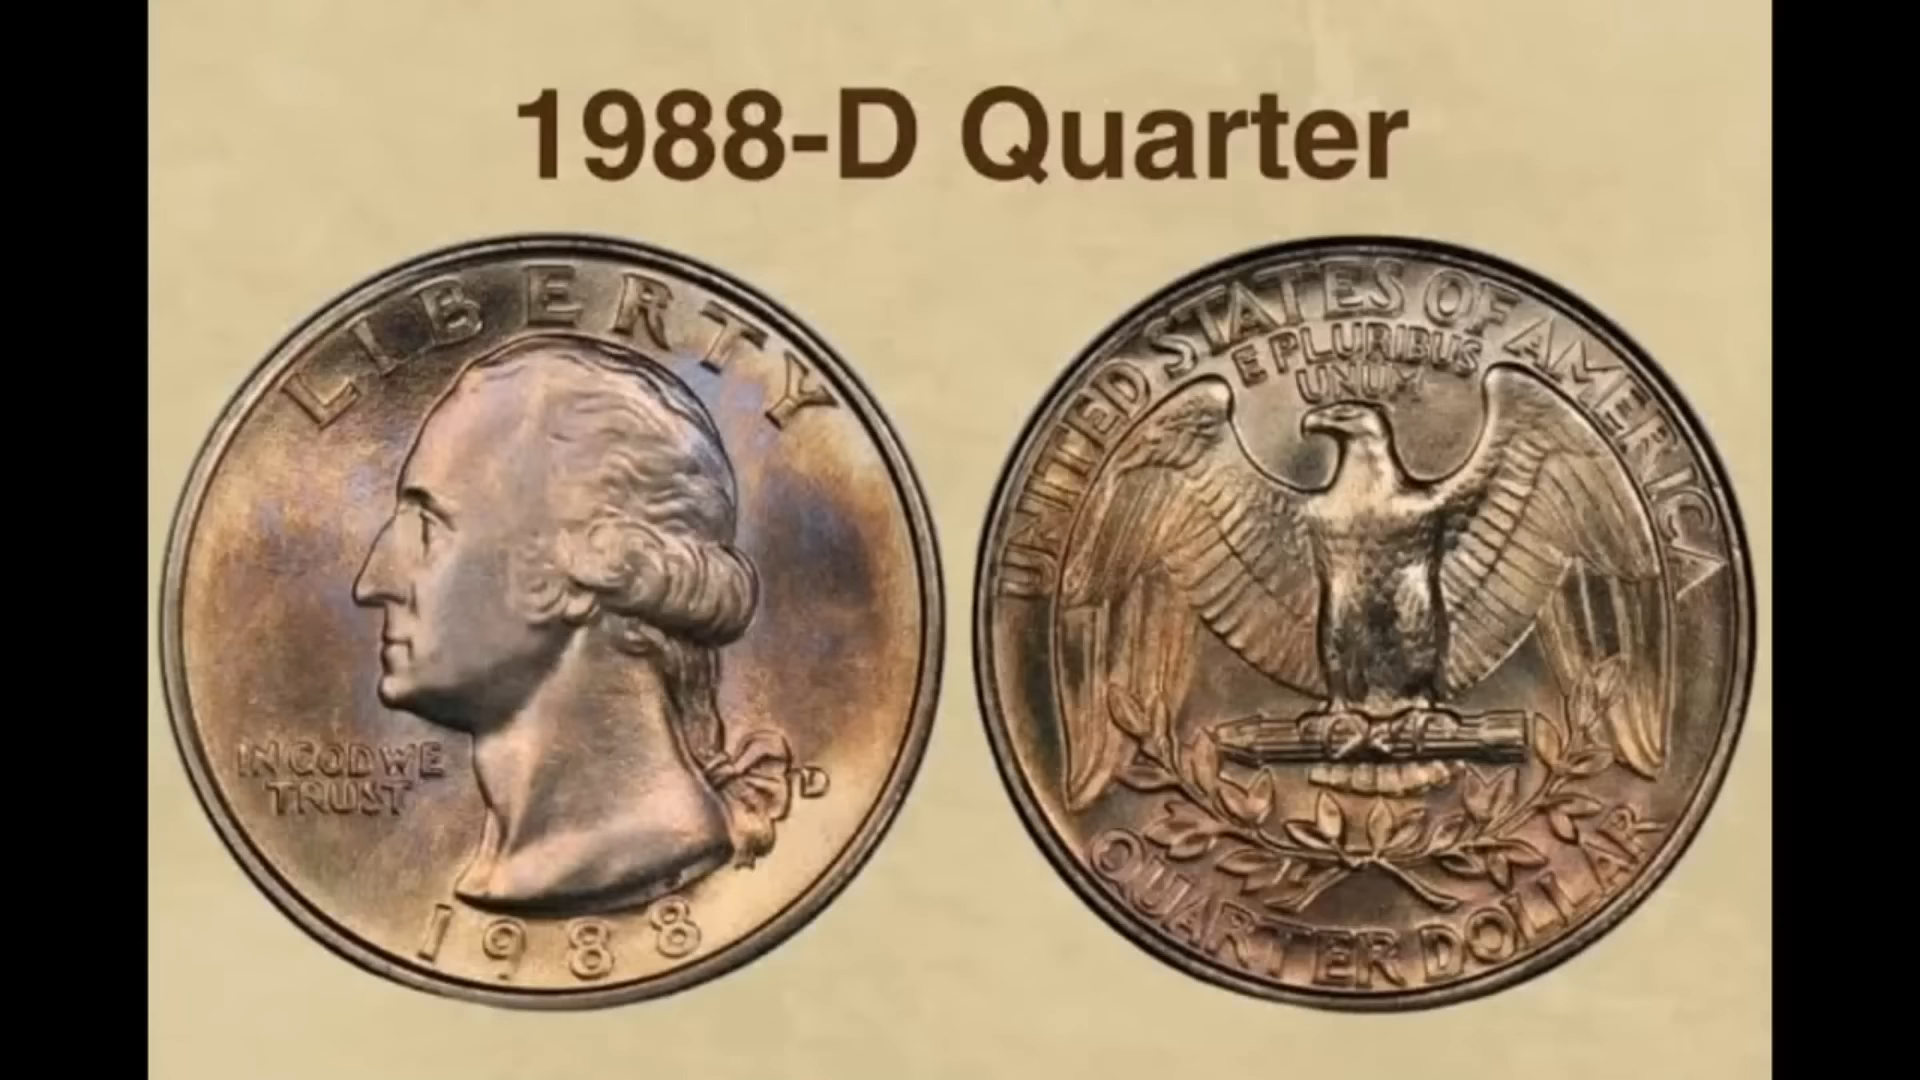 1988-D Quarter
LIBERTY
IN GOD WE
TRUST
D
1988
UNITED STATES OF AMERICA
E PLURIBUS
UNUM
QUARTER DOLLAR